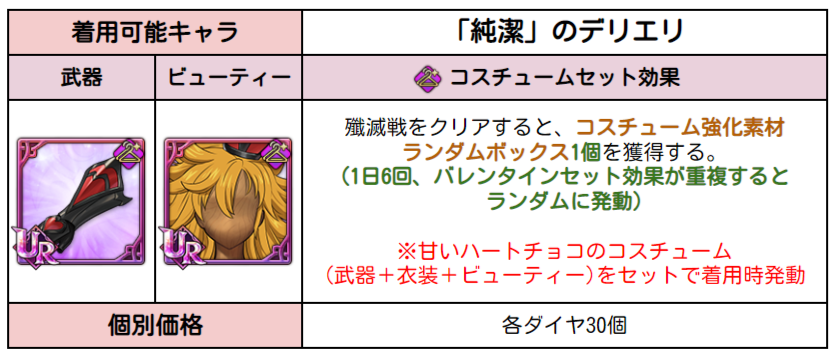 着用可能キャラ
「純潔」のデリエリ
武器
ビューティー
コスチュームセット効果
殲滅戦をクリアすると、コスチューム強化素材
ランダムボックス1個を獲得する。
(1日6回、バレンタインセット効果が重複すると
ランダムに発動)
※甘いハートチョコのコスチューム
(武器＋衣装＋ビューティー)をセットで着用時発動
UR
UR
個別価格
各ダイヤ30個